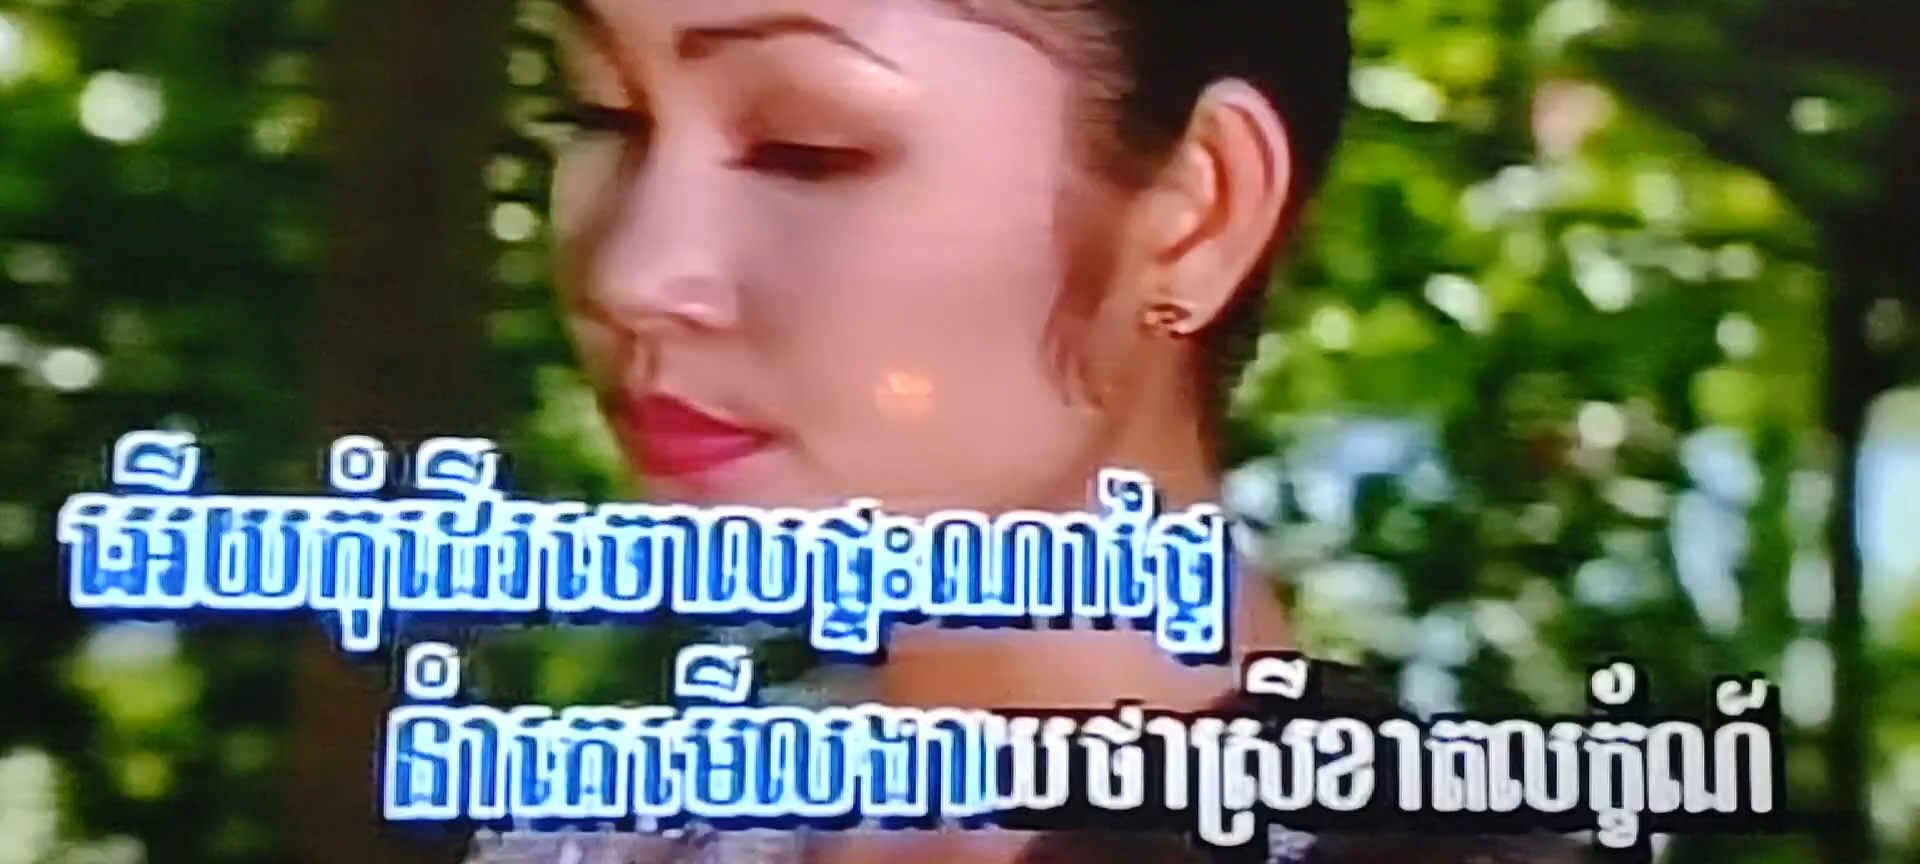 អើយកុំដើរចោលផ្ទះណាថ្លៃ
នាំគេមើលងាយថាស្រីខាតលក្ខ័ណ៍